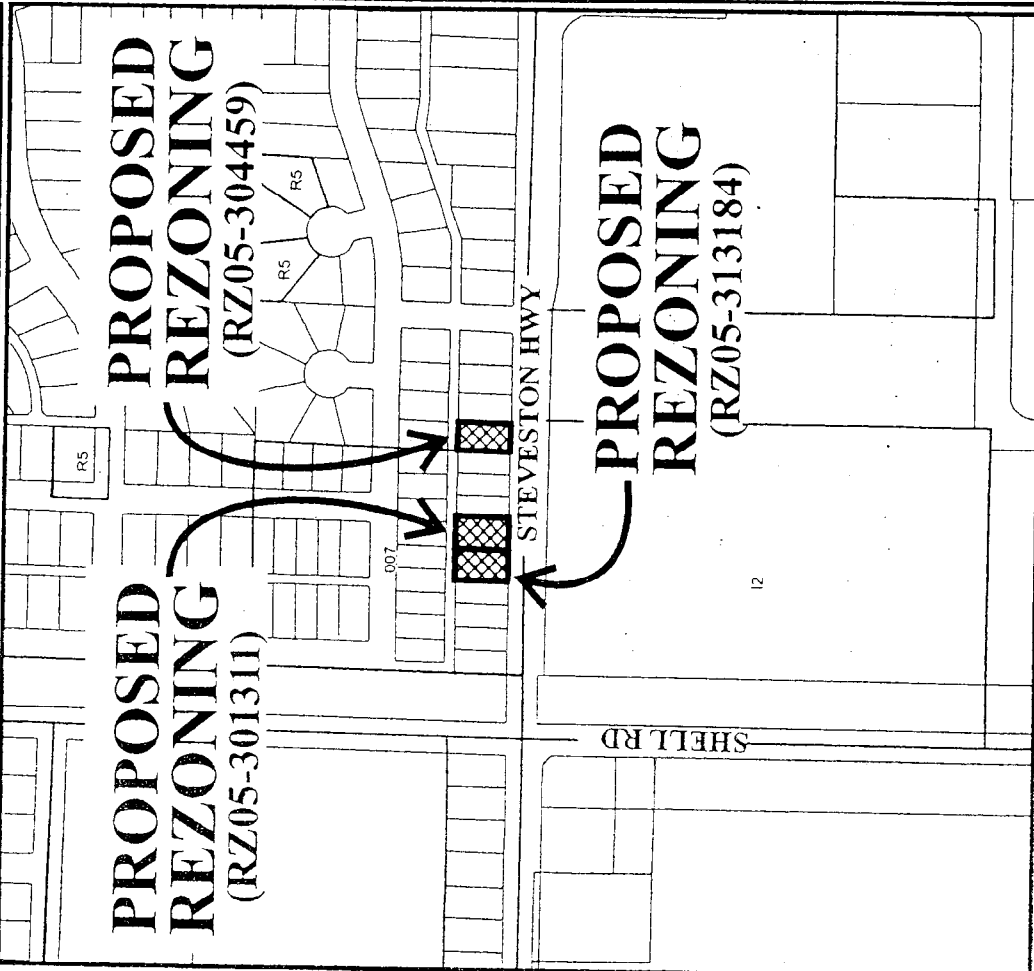 PROPOSED
REZONING
(RZ05-304459)
R5
R5
R5
PROPOSED
REZONING
(RZ05-301311)
007
STEVESTON HWY
PROPOSED
REZONING
(RZ05-313184)
I2
SHELL RD